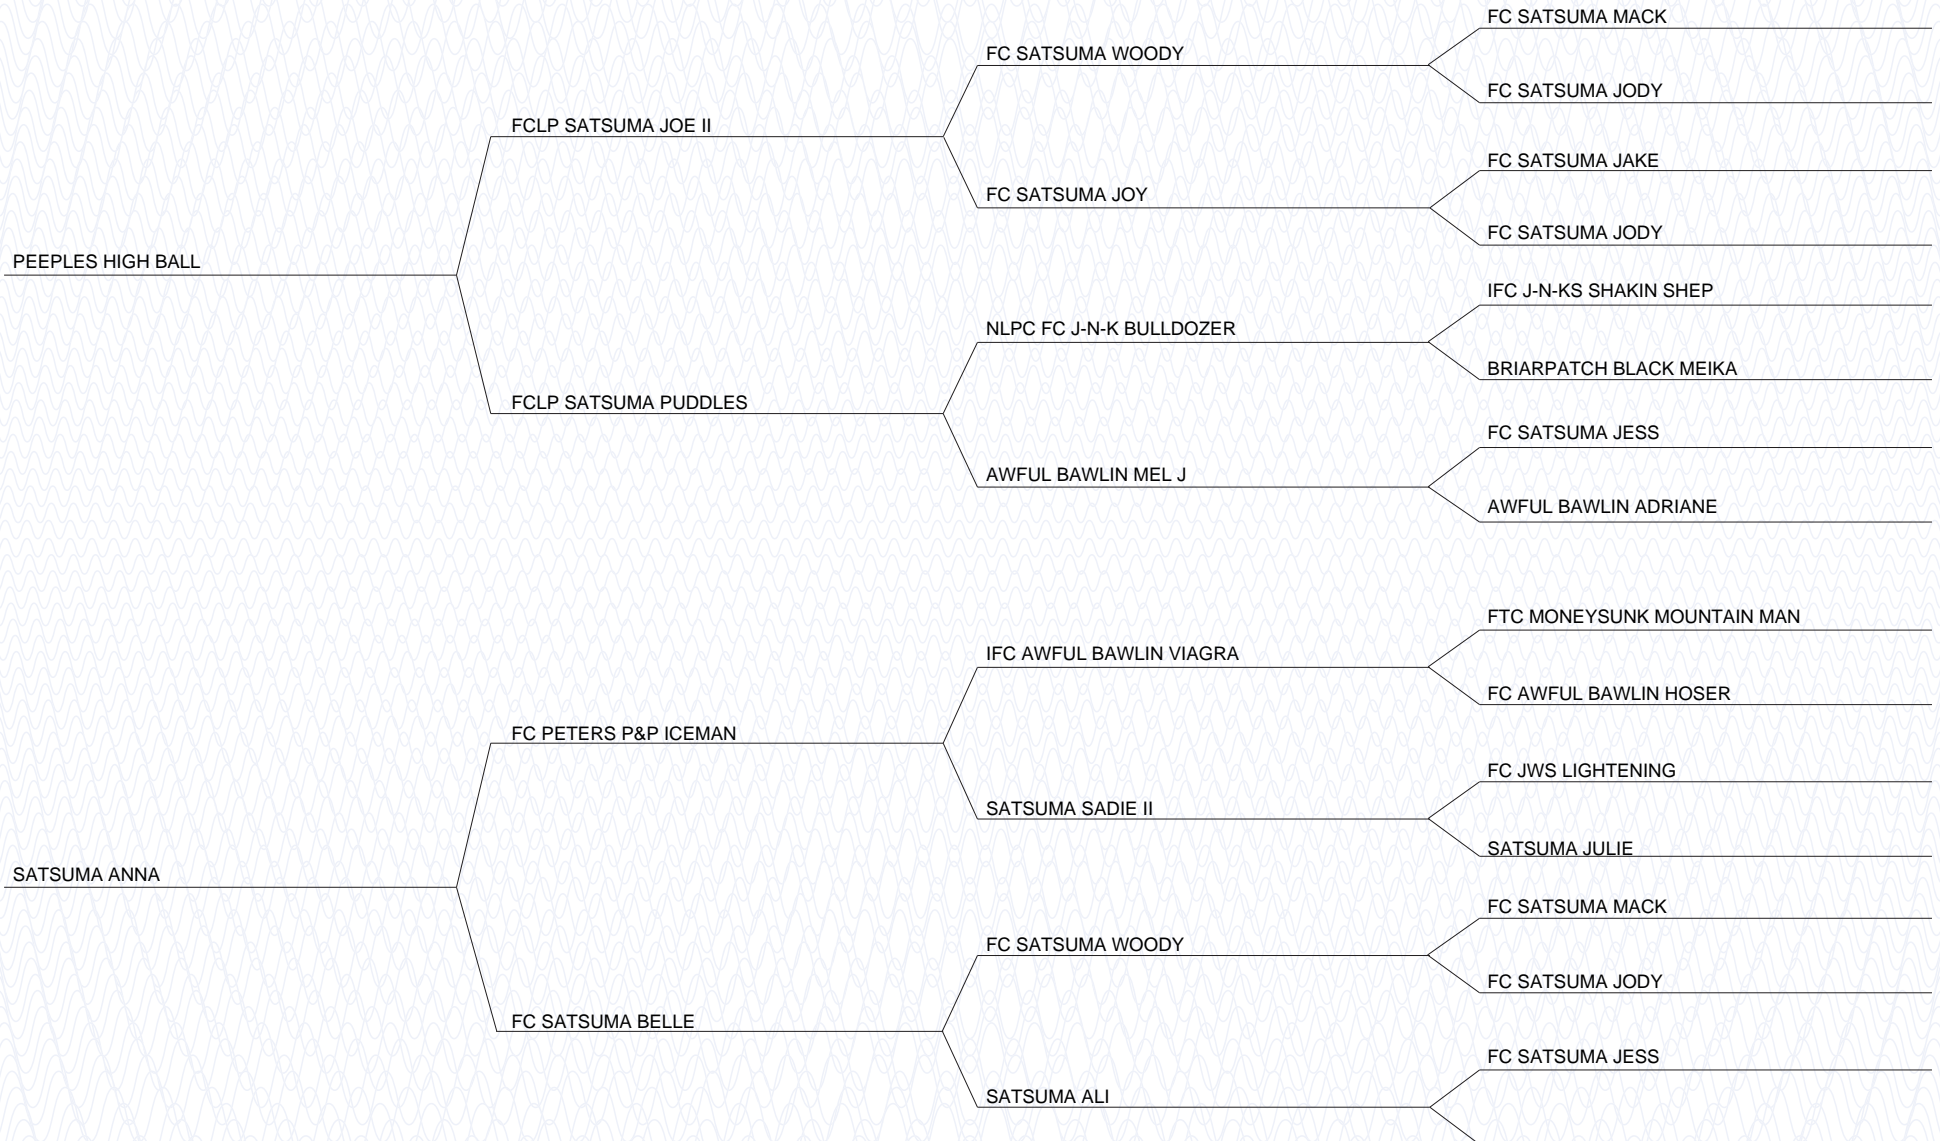 FC SATSUMA MACK
FC SATSUMA WOODY
FC SATSUMA JODY
FCLP SATSUMA JOE II
FC SATSUMA JAKE
FC SATSUMA JOY
FC SATSUMA JODY
PEEPLES HIGH BALL
IFC J-N-KS SHAKIN SHEP
NLPC FC J-N-K BULLDOZER
BRIARPATCH BLACK MEIKA
FCLP SATSUMA PUDDLES
FC SATSUMA JESS
AWFUL BAWLIN MEL J
AWFUL BAWLIN ADRIANE
FTC MONEYSUNK MOUNTAIN MAN
IFC AWFUL BAWLIN VIAGRA
FC AWFUL BAWLIN HOSER
FC PETERS P&P ICEMAN
FC JWS LIGHTENING
SATSUMA SADIE II
SATSUMA JULIE
SATSUMA ANNA
FC SATSUMA MACK
FC SATSUMA WOODY
FC SATSUMA JODY
FC SATSUMA BELLE
FC SATSUMA JESS
SATSUMA ALI